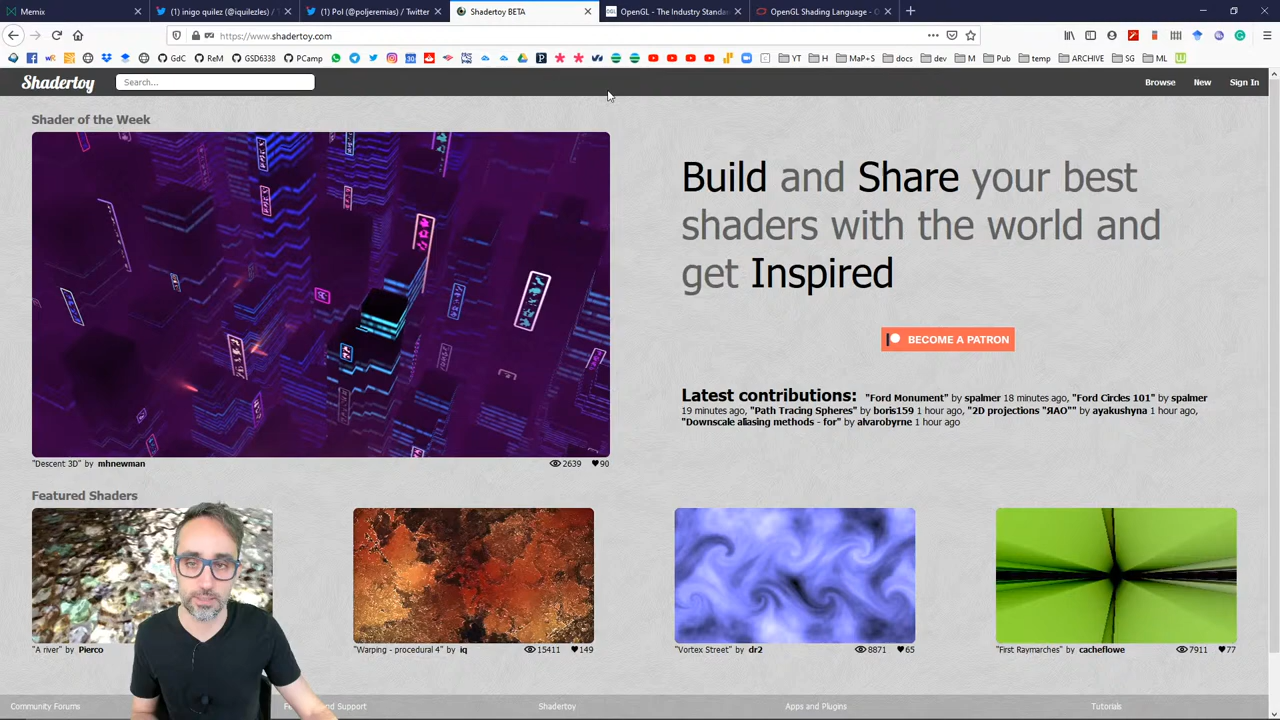 Memix
(1) inigo quilez (@iquilezles) / T
(1) Pol (@poljeremias) / Twitter
Shadertoy BETA
OpenGL - The Industry Standard
OpenGL Shading Language - O
https://www.shadertoy.com
GdC
ReM
GSD6338
PCamp
YT
M
MaP+S
docs
dev
M
Pub
temp
ARCHIVE
SG
ML
Shadertoy
Search...
Browse
New
Sign In
Shader of the Week
Build and Share your best
shaders with the world and
get Inspired
BECOME A PATRON
Latest contributions: "Ford Monument" by spalmer 18 minutes ago, "Ford Circles 101" by spalmer
19 minutes ago, "Path Tracing Spheres" by boris159 1 hour ago, "2D projections "ЯAO"" by ayakushyna 1 hour ago,
"Downscale aliasing methods - for" by alvarobyrne 1 hour ago
"Descent 3D" by mhnewman
2639
90
Featured Shaders
"A river" by Pierco
"Warping - procedural 4" by iq
15411
149
"Vortex Street" by dr2
8871
65
"First Raymarches" by cacheflowe
7911
77
Community Forums
Support
Shadertoy
Apps and Plugins
Tutorials